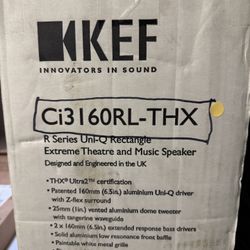 KEF
INNOVATORS IN SOUND
Ci3160RL-THX
R Series Uni-Q Rectangle
Extreme Theatre and Music Speaker
Designed and Engineered in the UK
• THX® Ultra2™ certification
• Patented 160mm (6.5in.) aluminium Uni-Q driver
with Z-flex surround
• 25mm (1in.) vented aluminium dome tweeter
with tangerine waveguide
• 2 x 160mm (6.5in.) extended response bass drivers
• Solid aluminium low resonance front baffle
• Paintable white metal grille